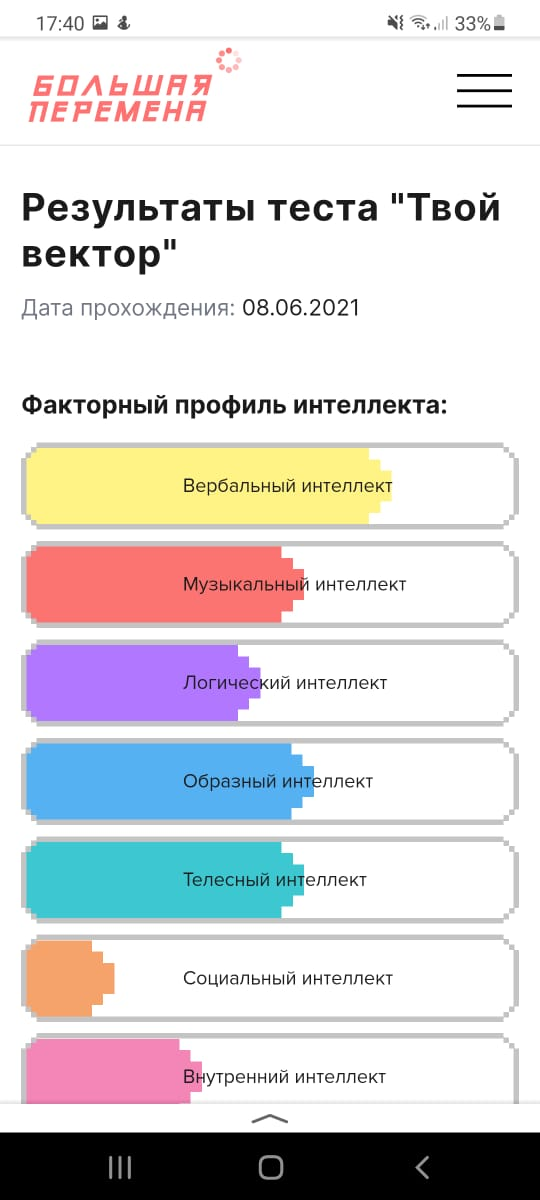 17:40
33%
БОЛЬШАЯ
ПЕРЕМЕНА
Результаты теста "Твой
вектор"
Дата прохождения: 08.06.2021
Факторный профиль интеллекта:
Вербальный интеллект
Музыкальный интеллект
Логический интеллект
Образный интеллект
Телесный интеллект
Социальный интеллект
Внутренний интеллект